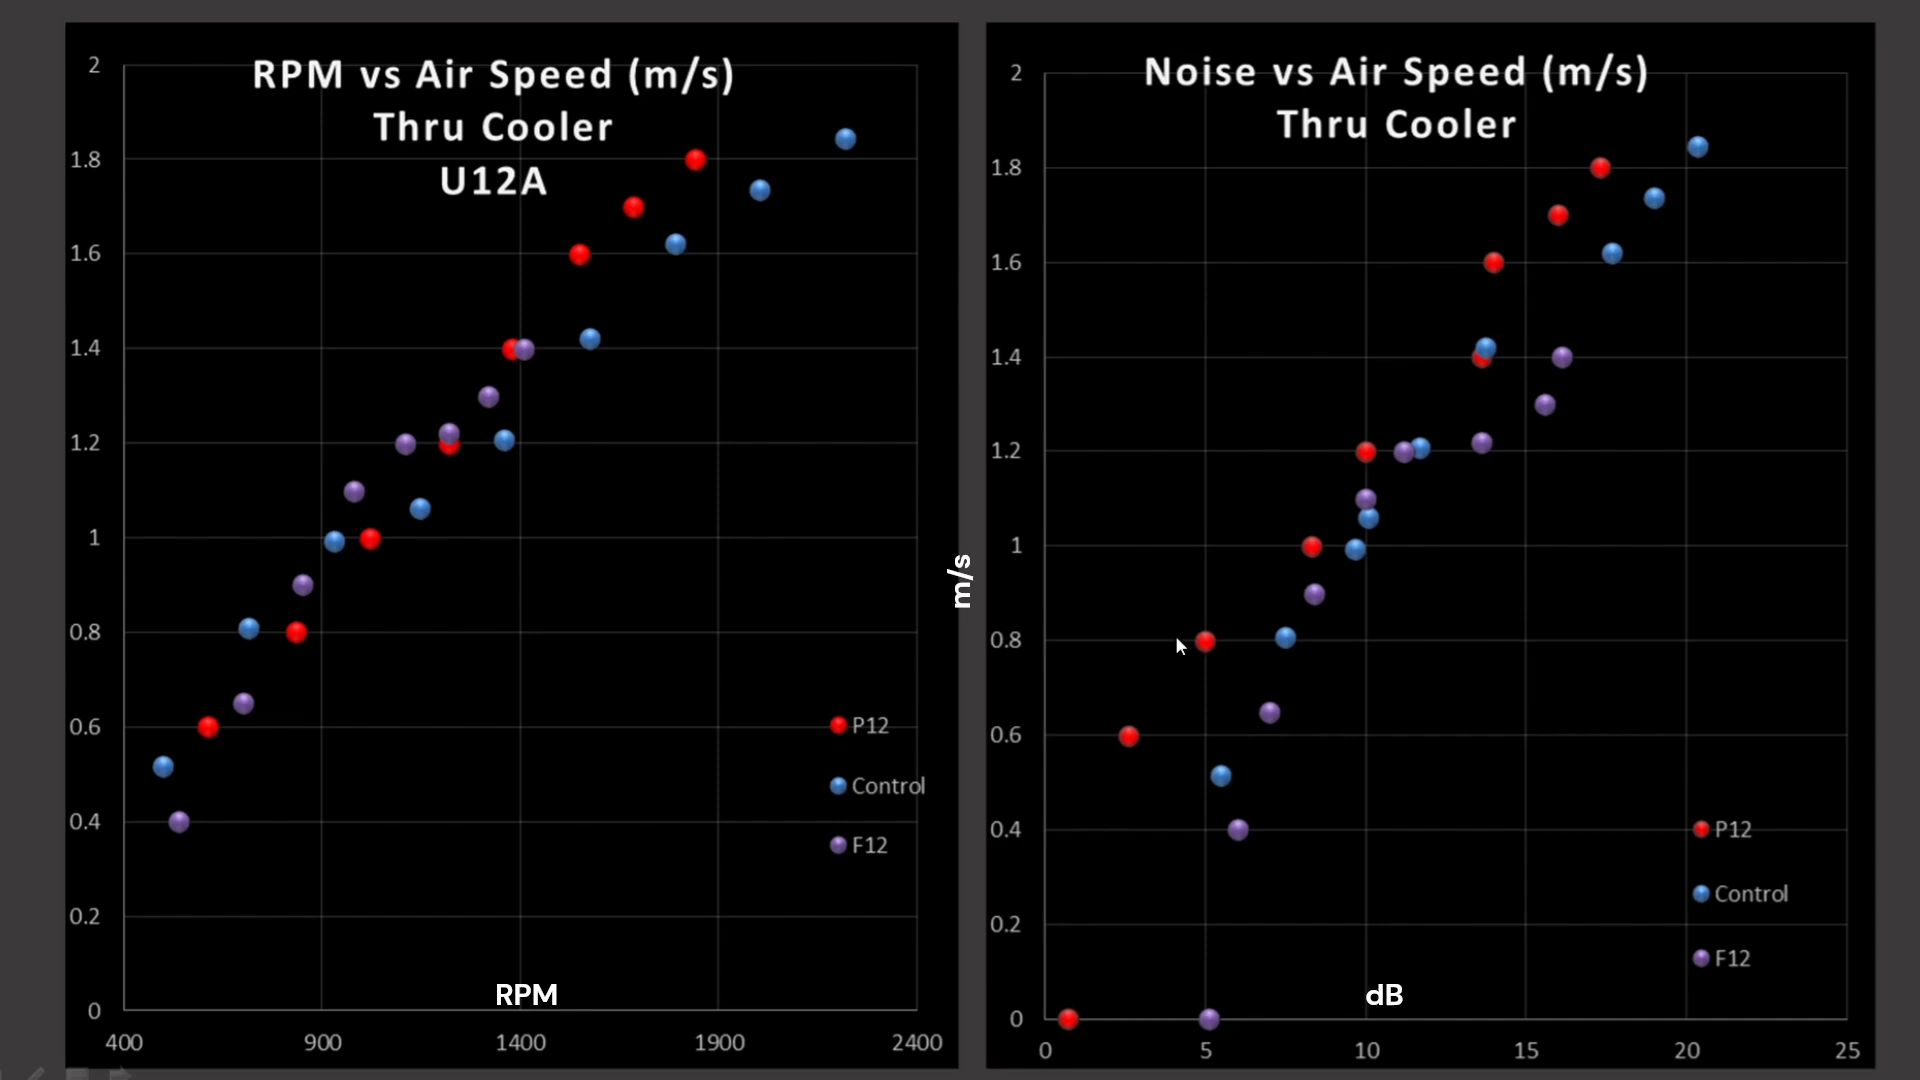 RPM vs Air Speed (m/s)
Thru Cooler
U12A
2
1.8
1.6
1.4
1.2
1
0.8
0.6
0.4
0.2
0
400 900 1400 1900 2400
RPM
P12
Control
F12
m/s
Noise vs Air Speed (m/s)
Thru Cooler
2
1.8
1.6
1.4
1.2
1
0.8
0.6
0.4
0.2
0
0 5 10 15 20 25
dB
P12
Control
F12